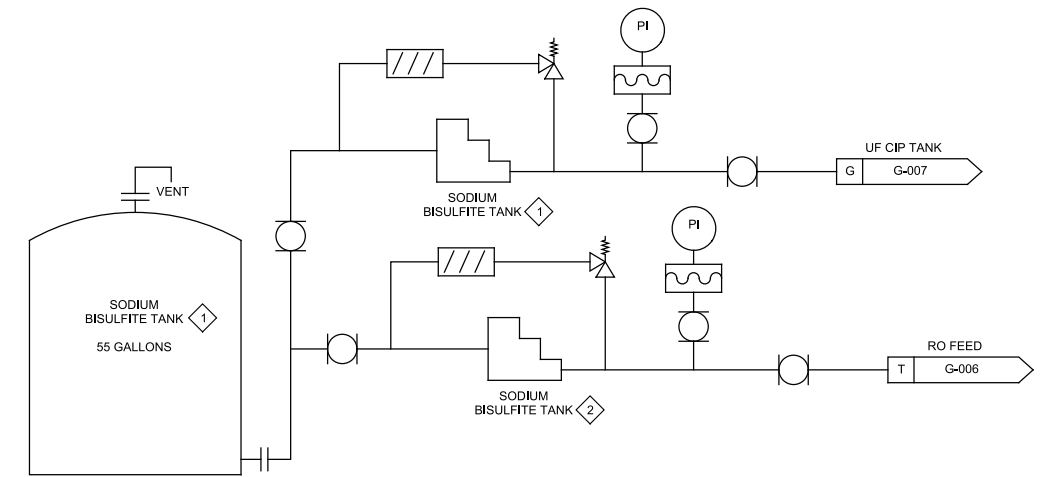 PI
UF CIP TANK
G G-007
VENT
SODIUM
BISULFITE TANK 1
PI
SODIUM
BISULFITE TANK 1
55 GALLONS
RO FEED
T G-006
SODIUM
BISULFITE TANK 2